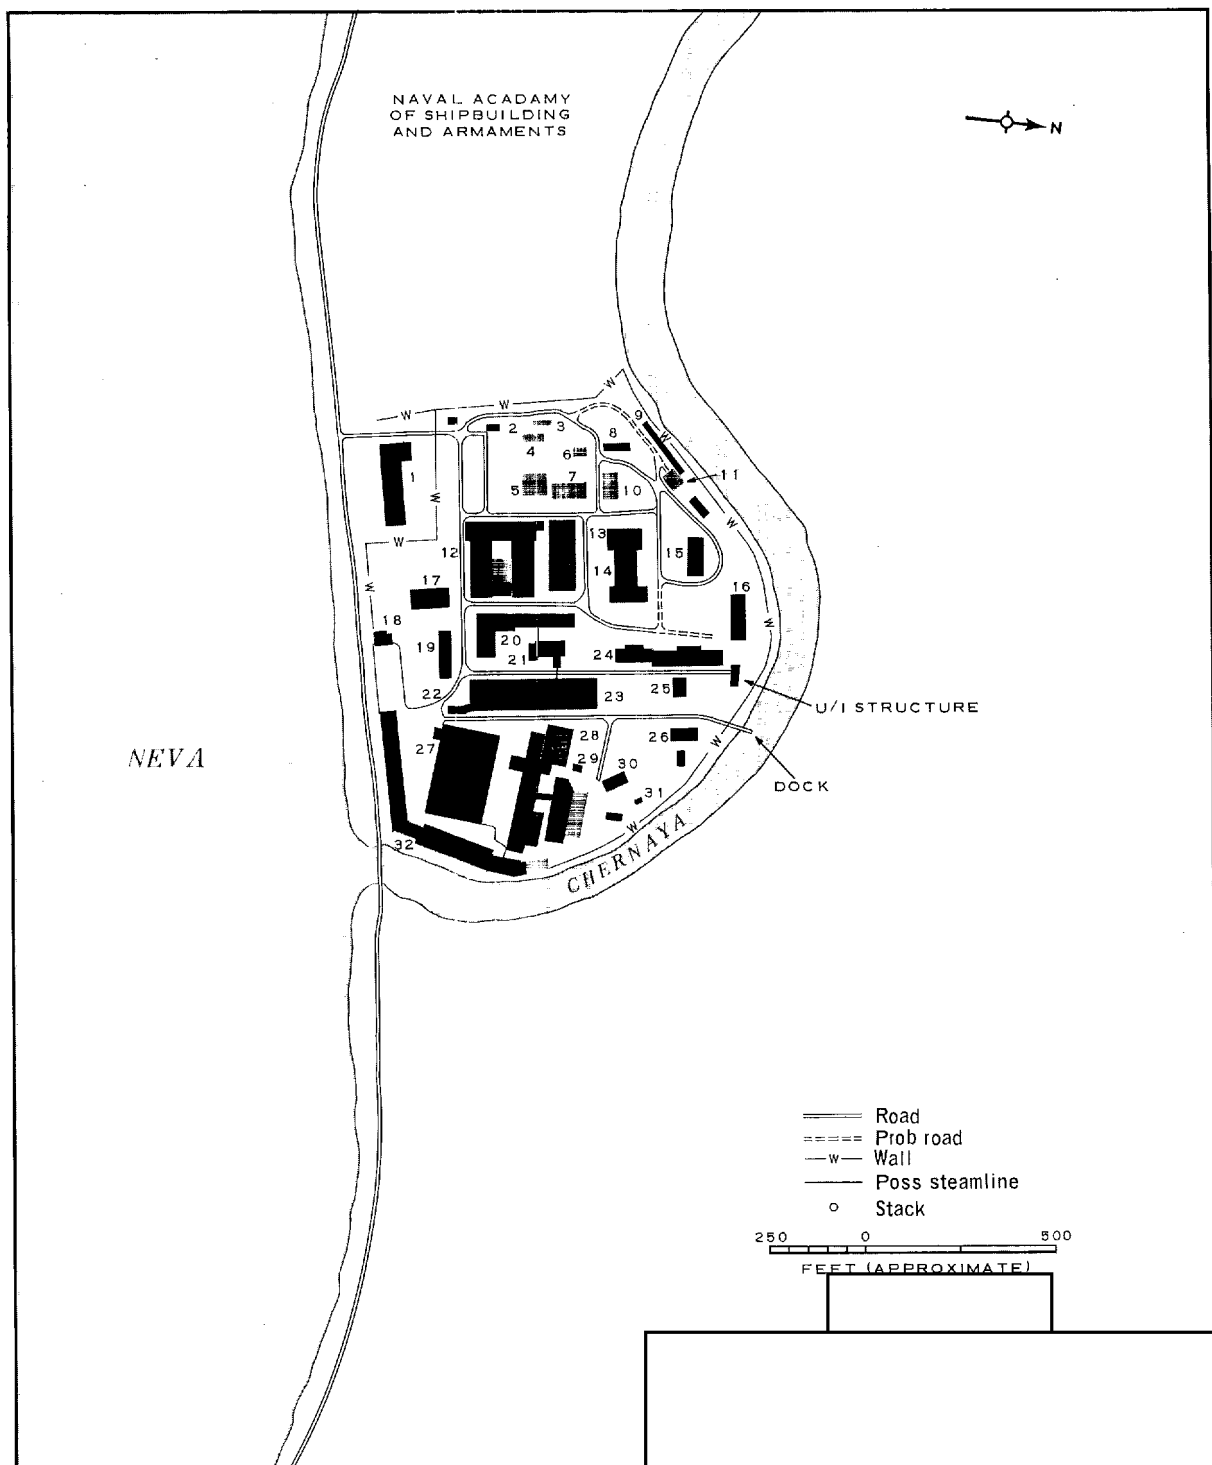 NAVAL ACADAMY
OF SHIPBUILDING
AND ARMAMENTS
N
W
W
W
9
2
3
8
W
4
6
1
7
11
5
10
W
W
W
12
13
15
14
W
17
16
18
W
19
20
21
24
22
23
25
U/I STRUCTURE
28
26
W
NEVA
27
29
30
DOCK
31
W
32
CHERNAYA
Road
Prob road
W
Wall
Poss steamline
Stack
250 0 500
FEET (APPROXIMATE)